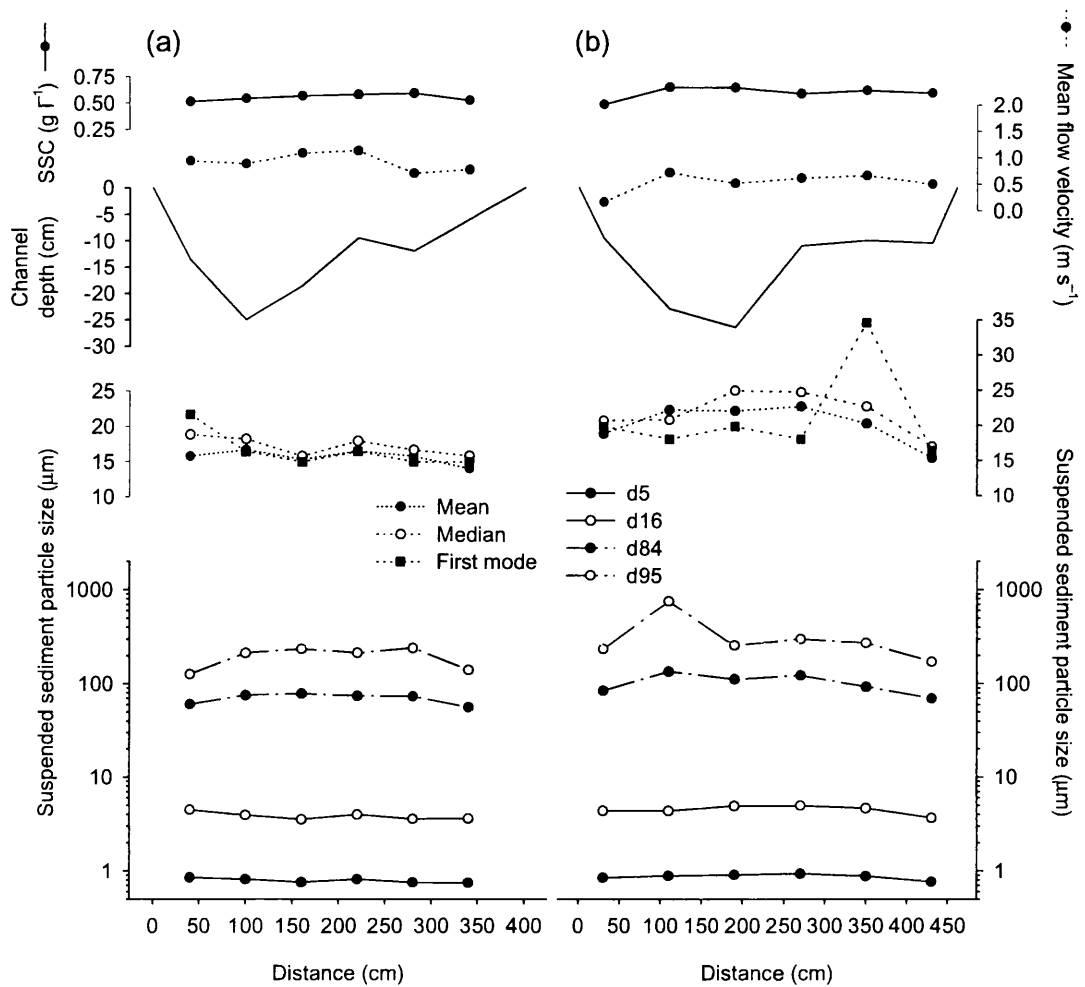 (a)
(b)
SSC (g l⁻¹)
0.75
0.50
0.25
Channel
depth (cm)
0
-5
-10
-15
-20
-25
-30
Mean flow velocity (m s⁻¹)
2.0
1.0
0.5
0.0
Suspended sediment particle size (µm)
25
20
15
10
1000
100
10
1
Mean
Median
First mode
d5
d16
d84
d95
35
30
25
20
15
10
1000
100
10
1
Suspended sediment particle size (µm)
0 50 100 150 200 250 300 350 400
0 50 100 150 200 250 300 350 400 450
Distance (cm)
Distance (cm)